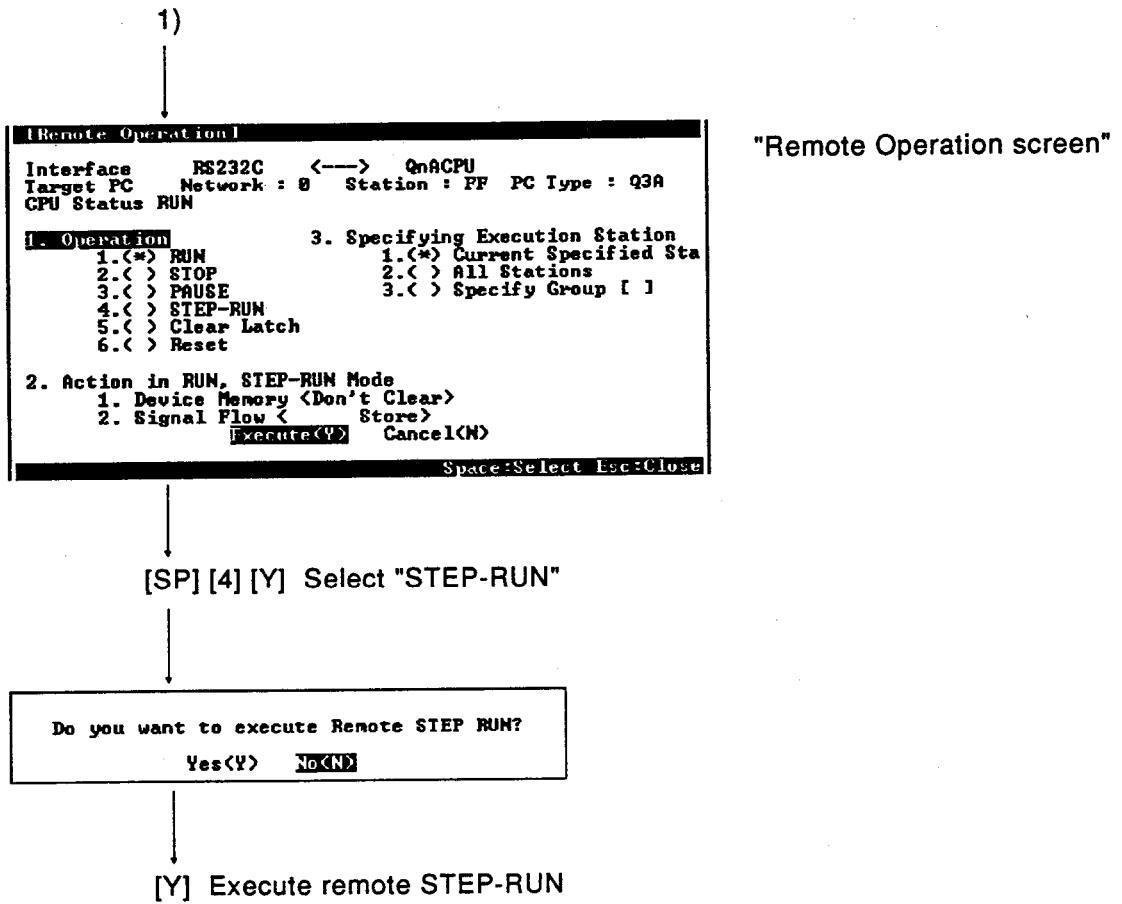 1)
[Remote Operation]
"Remote Operation screen"
Interface RS232C <---> QnACPU
Target PC Network : 0 Station : FF PC Type : Q3A
CPU Status RUN
1. Operation 3. Specifying Execution Station
1.(*) RUN 1.(*) Current Specified Sta
2.( ) STOP 2.( ) All Stations
3.( ) PAUSE 3.( ) Specify Group [ ]
4.( ) STEP-RUN
5.( ) Clear Latch
6.( ) Reset
2. Action in RUN, STEP-RUN Mode
1. Device Memory <Don't Clear>
2. Signal Flow < Store>
Execute(Y) Cancel(N)
Space:Select Esc:Close
[SP] [4] [Y] Select "STEP-RUN"
Do you want to execute Remote STEP RUN?
Yes(Y) No(N)
[Y] Execute remote STEP-RUN